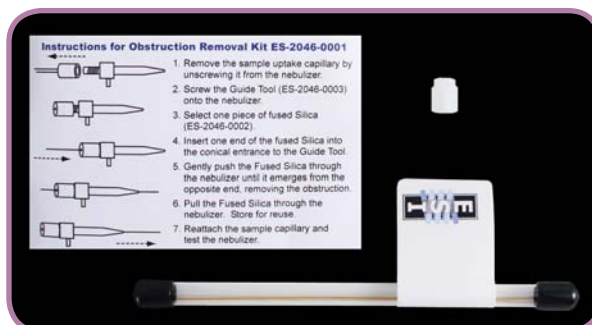 Instructions for Obstruction Removal Kit ES-2046-0001
1. Remove the sample uptake capillary by
unscrewing it from the nebulizer.
2. Screw the Guide Tool (ES-2046-0003)
onto the nebulizer.
3. Select one piece of fused Silica
(ES-2046-0002).
4. Insert one end of the fused Silica into
the conical entrance to the Guide Tool.
5. Gently push the Fused Silica through
the nebulizer until it emerges from the
opposite end, removing the obstruction.
6. Pull the Fused Silica through the
nebulizer. Store for reuse.
7. Reattach the sample capillary and
test the nebulizer.
ESI